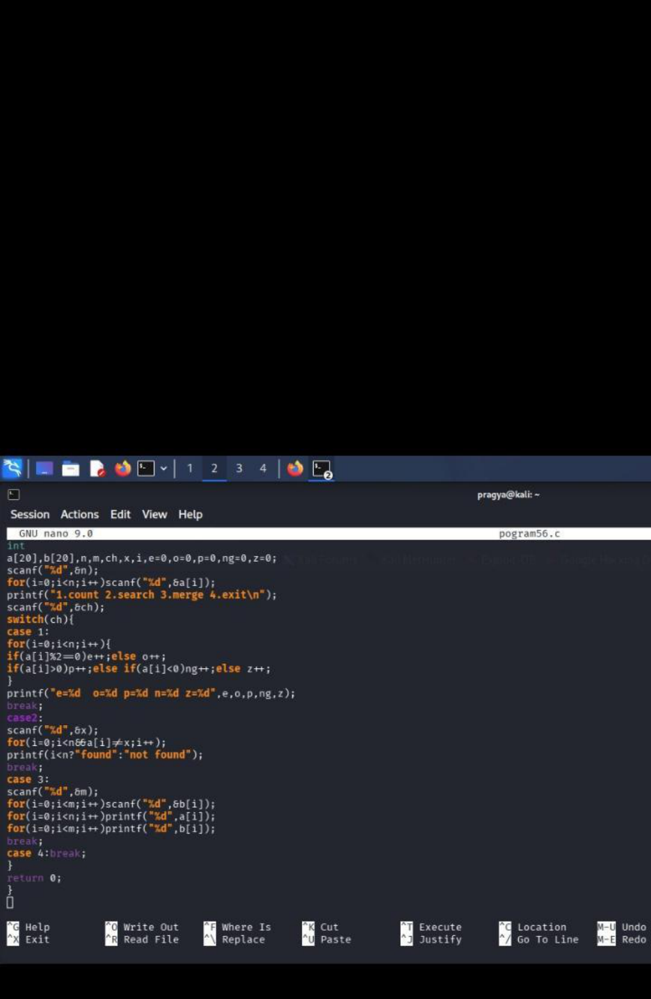 1 2 3 4
2
pragya@kali: ~
Session Actions Edit View Help
GNU nano 9.0 pogram56.c
int
a[20],b[20],n,m,ch,x,i,e=0,o=0,p=0,ng=0,z=0;
scanf("%d",&n);
for(i=0;i<n;i++)scanf("%d",&a[i]);
printf("1.count 2.search 3.merge 4.exit\n");
scanf("%d",&ch);
switch(ch){
case 1:
for(i=0;i<n;i++){
if(a[i]%2==0)e++;else o++;
if(a[i]>0)p++;else if(a[i]<0)ng++;else z++;
}
printf("e=%d  o=%d p=%d n=%d z=%d",e,o,p,ng,z);
break;
case2:
scanf("%d",&x);
for(i=0;i<n&&a[i]!=x;i++);
printf(i<n?"found":"not found");
break;
case 3:
scanf("%d",&m);
for(i=0;i<m;i++)scanf("%d",&b[i]);
for(i=0;i<n;i++)printf("%d",a[i]);
for(i=0;i<m;i++)printf("%d",b[i]);
break;
case 4:break;
}
return 0;
}
^G Help ^O Write Out ^F Where Is ^K Cut ^T Execute ^C Location M-U Undo
^X Exit ^R Read File ^\ Replace ^U Paste ^J Justify ^/ Go To Line M-E Redo